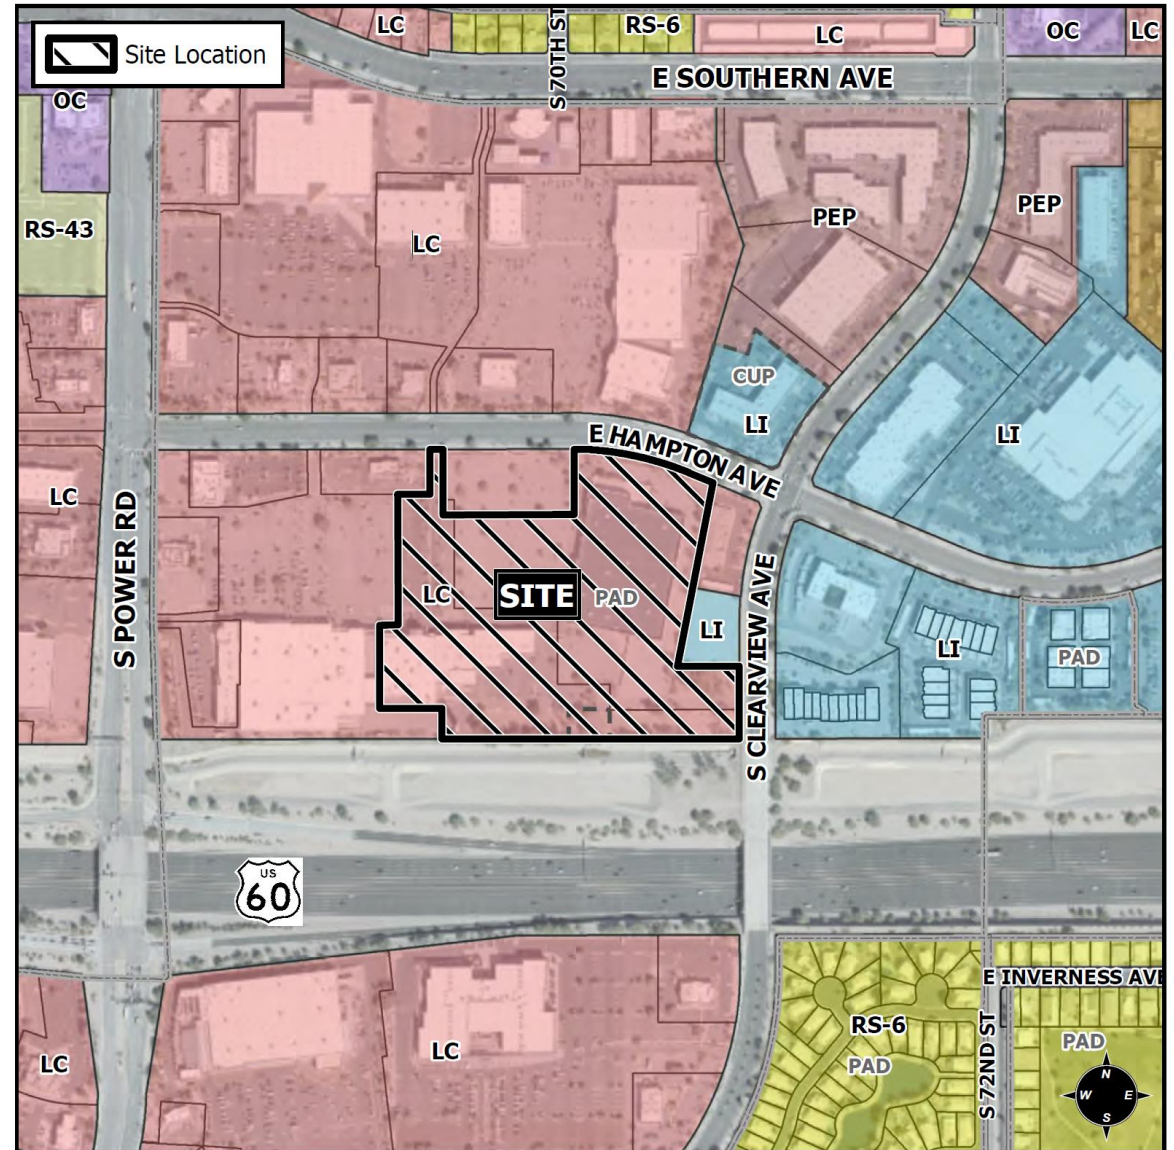 LC
RS-6
LC
OC
LC
Site Location
S 70TH ST
E SOUTHERN AVE
OC
RS-43
LC
PEP
PEP
CUP
LI
LI
E HAMPTON AVE
LC
S POWER RD
LC
SITE
PAD
LI
S CLEARVIEW AVE
LI
PAD
US
60
E INVERNESS AVE
RS-6
PAD
S 72ND ST
PAD
LC
LC
N
W
E
S